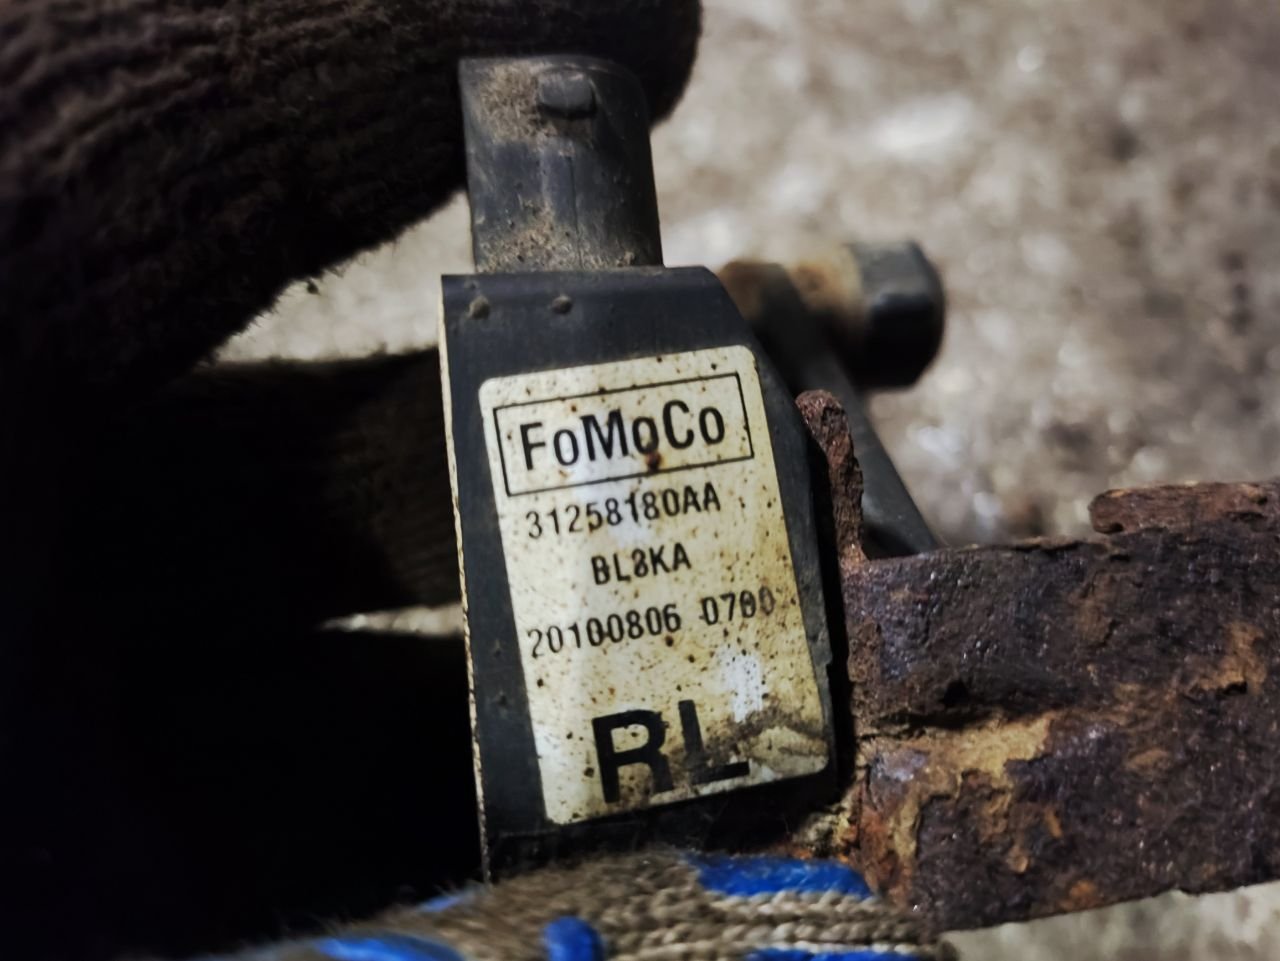 FoMoCo
31258180AA
BL8KA
20100806 0700
RL